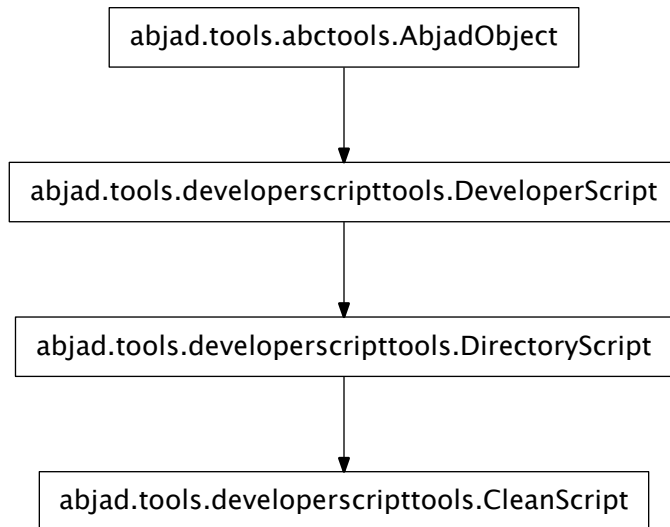 abjad.tools.abctools.AbjadObject
abjad.tools.developerscripttools.DeveloperScript
abjad.tools.developerscripttools.DirectoryScript
abjad.tools.developerscripttools.CleanScript